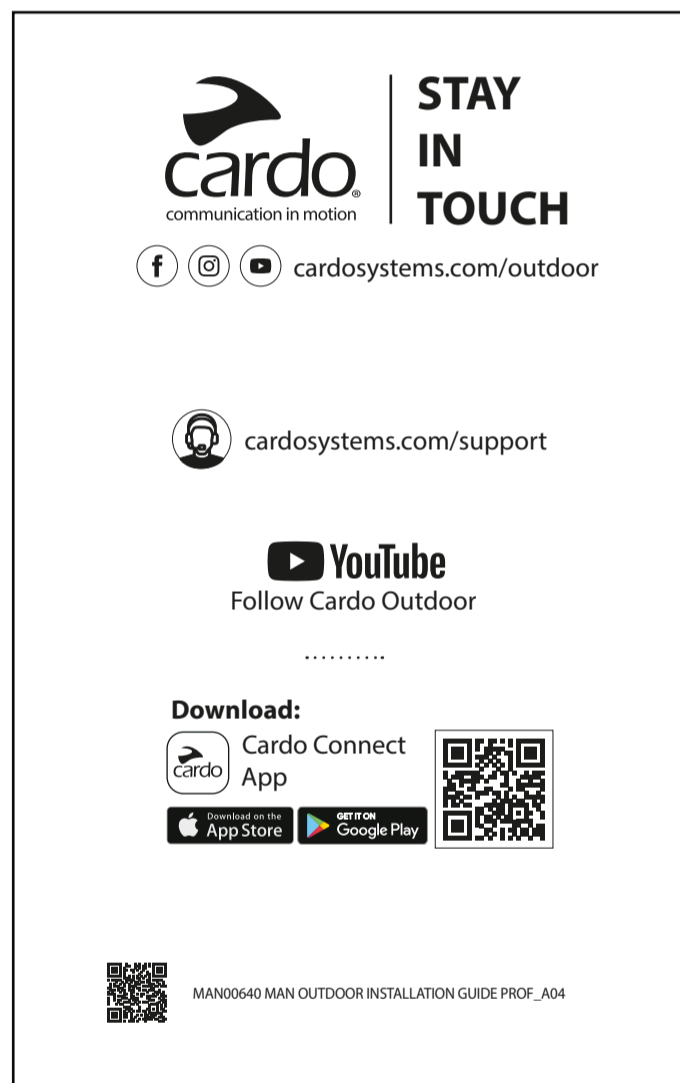 cardo®
communication in motion
STAY
IN
TOUCH
cardosystems.com/outdoor
cardosystems.com/support
YouTube
Follow Cardo Outdoor
..........
Download:
cardo
Cardo Connect
App
Download on the
App Store
GET IT ON
Google Play
MAN00640 MAN OUTDOOR INSTALLATION GUIDE PROF_A04